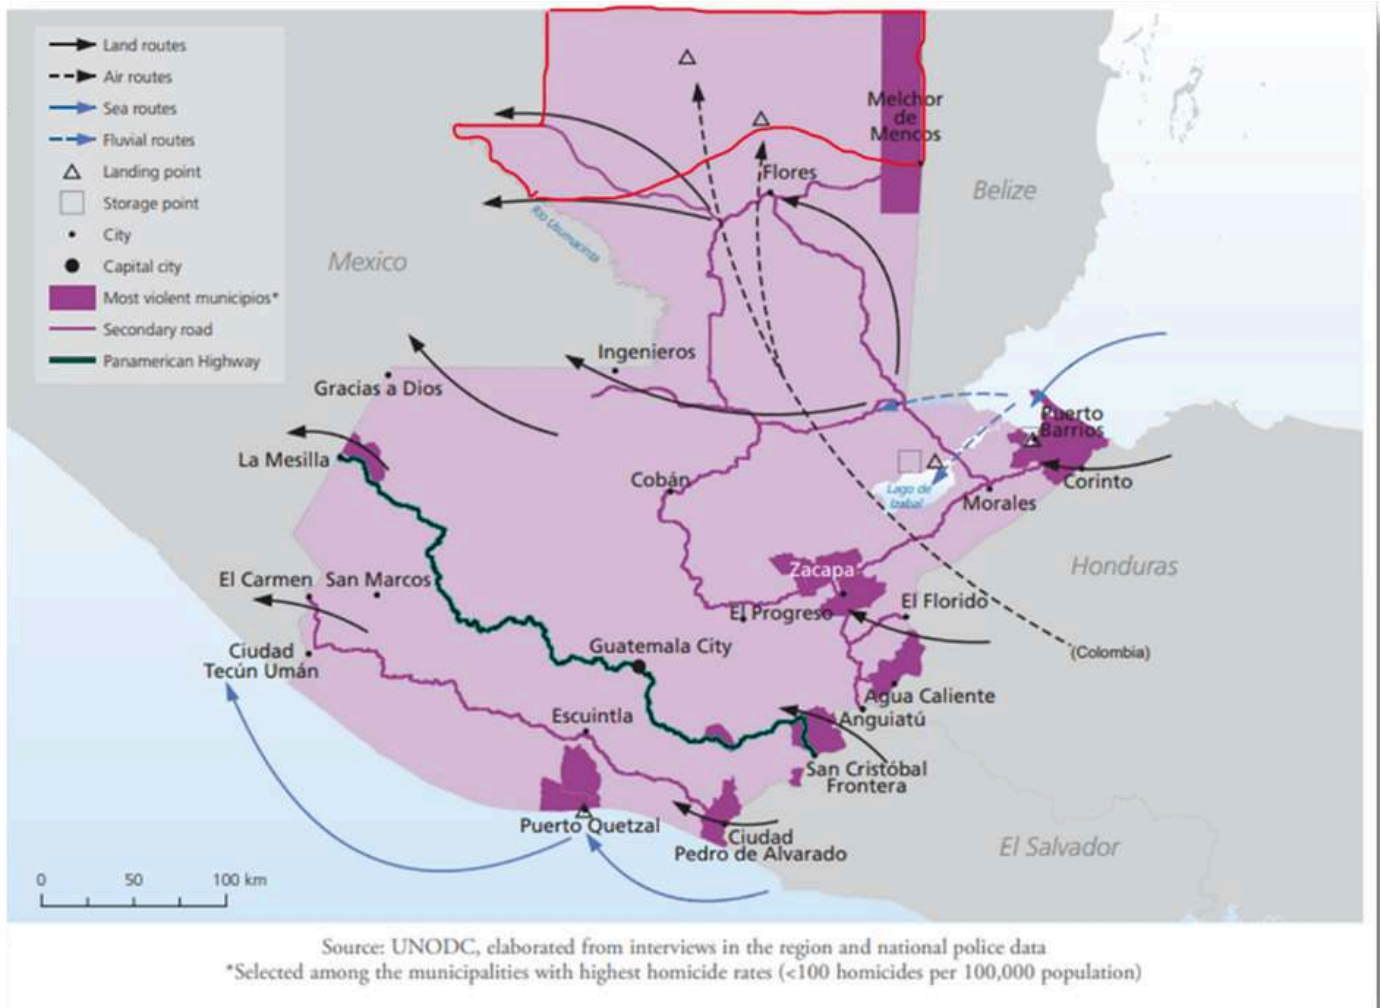 Land routes
Air routes
Sea routes
Fluvial routes
Landing point
Storage point
City
Capital city
Most violent municipios*
Secondary road
Panamerican Highway
Melchor
de
Mencos
Flores
Belize
Río Usumacinta
Mexico
Ingenieros
Gracias a Dios
Puerto
Barrios
La Mesilla
Cobán
Lago de
Izabal
Morales
Corinto
Honduras
Zacapa
El Carmen
San Marcos
El Progreso
El Florido
Guatemala City
(Colombia)
Ciudad
Tecún Umán
Agua Caliente
Anguiatú
Escuintla
San Cristóbal
Frontera
Puerto Quetzal
Ciudad
Pedro de Alvarado
El Salvador
0 50 100 km
Source: UNODC, elaborated from interviews in the region and national police data
*Selected among the municipalities with highest homicide rates (<100 homicides per 100,000 population)